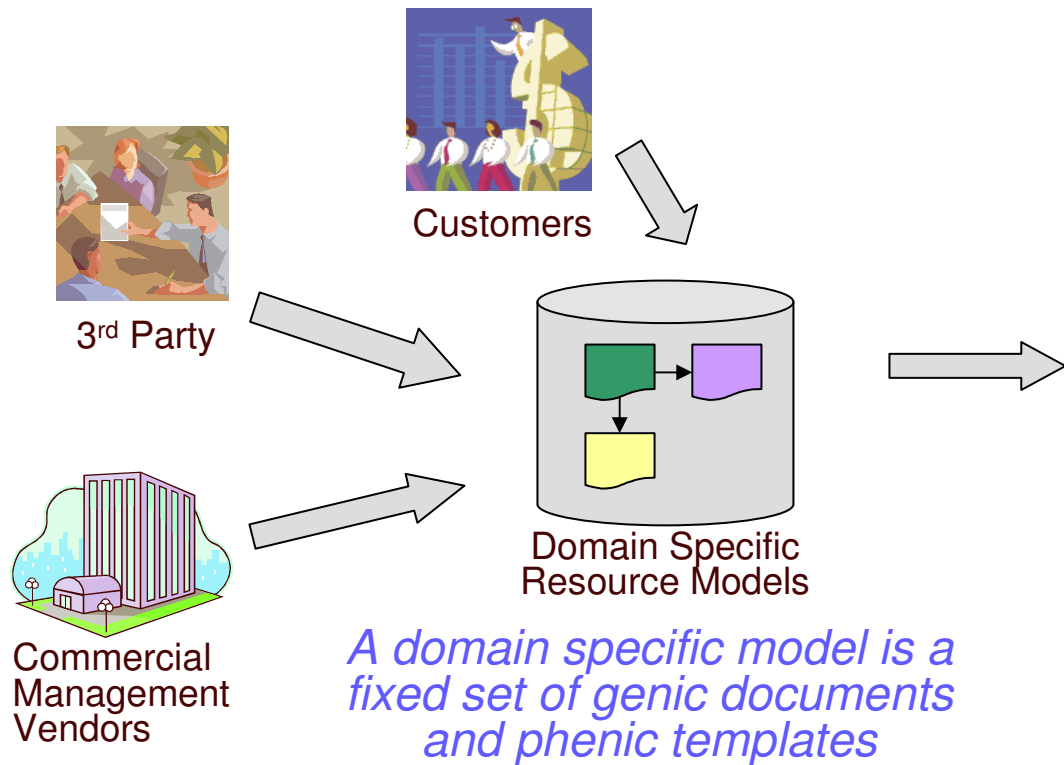 Customers
3rd Party
Domain Specific
Resource Models
Commercial
Management
Vendors
A domain specific model is a
fixed set of genic documents
and phenic templates